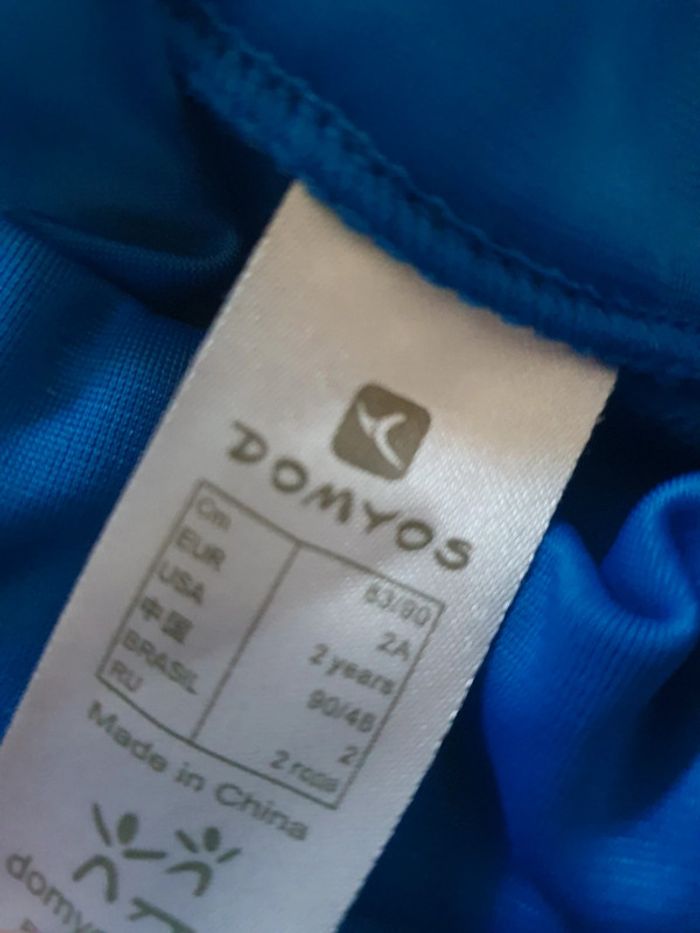 DOMYOS
Cm 83/90
EUR 2A
USA 2 years
中国 90/48
BRASIL 2
RU 2 года
Made in China